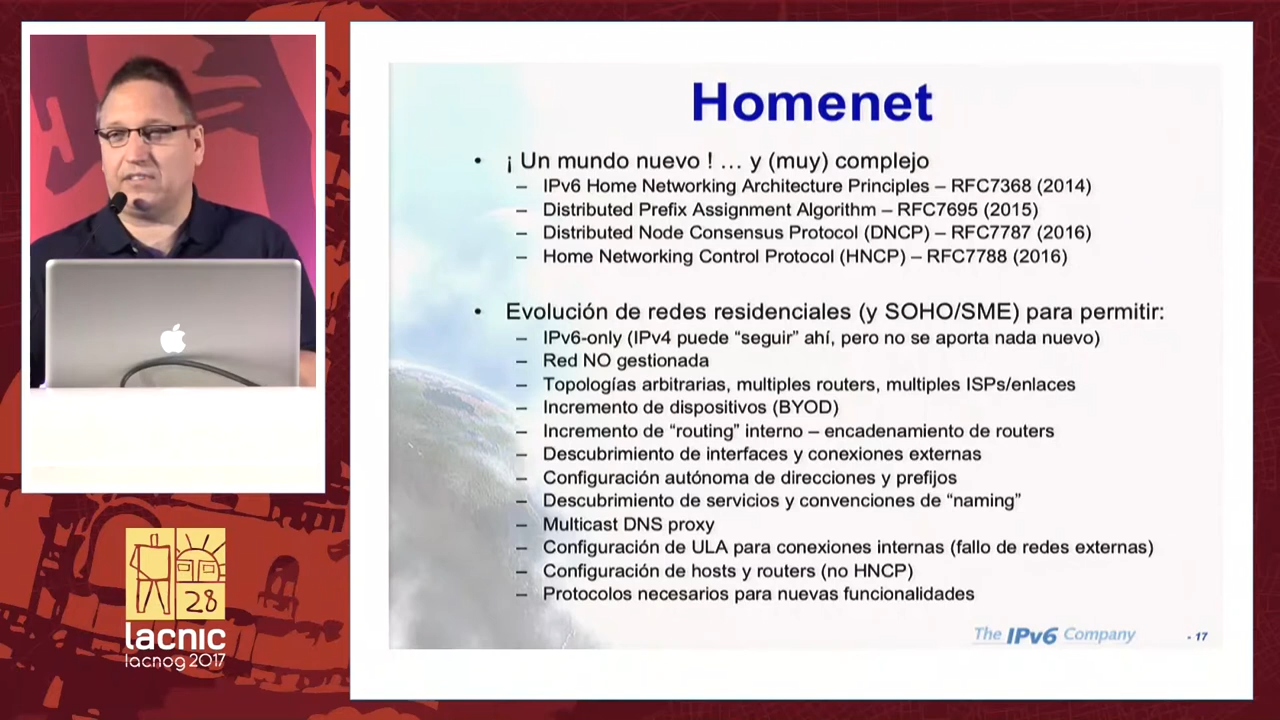 Homenet
• ¡ Un mundo nuevo ! … y (muy) complejo
– IPv6 Home Networking Architecture Principles – RFC7368 (2014)
– Distributed Prefix Assignment Algorithm – RFC7695 (2015)
– Distributed Node Consensus Protocol (DNCP) – RFC7787 (2016)
– Home Networking Control Protocol (HNCP) – RFC7788 (2016)
• Evolución de redes residenciales (y SOHO/SME) para permitir:
– IPv6-only (IPv4 puede “seguir” ahí, pero no se aporta nada nuevo)
– Red NO gestionada
– Topologías arbitrarias, multiples routers, multiples ISPs/enlaces
– Incremento de dispositivos (BYOD)
– Incremento de “routing” interno – encadenamiento de routers
– Descubrimiento de interfaces y conexiones externas
– Configuración autónoma de direcciones y prefijos
– Descubrimiento de servicios y convenciones de “naming”
– Multicast DNS proxy
– Configuración de ULA para conexiones internas (fallo de redes externas)
– Configuración de hosts y routers (no HNCP)
– Protocolos necesarios para nuevas funcionalidades
The IPv6 Company
- 17
28
lacnic
lacnog 2017